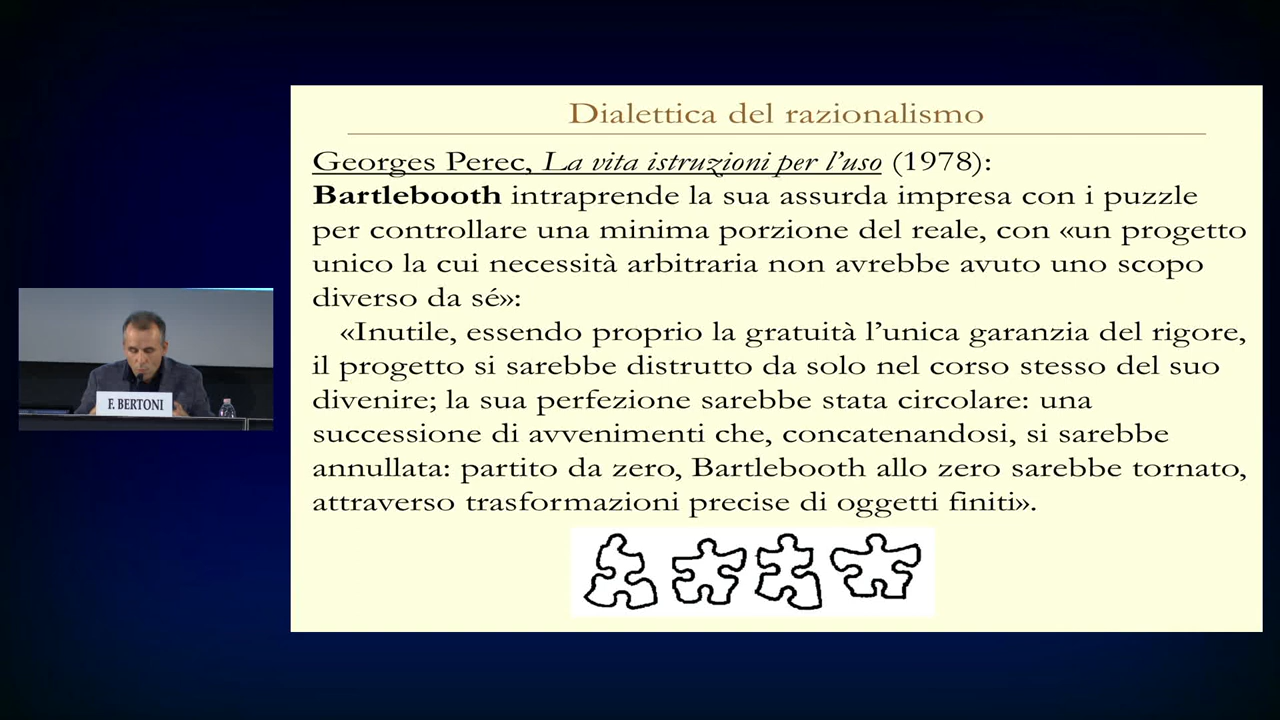 Dialettica del razionalismo
Georges Perec, La vita istruzioni per l’uso (1978):
Bartlebooth intraprende la sua assurda impresa con i puzzle
per controllare una minima porzione del reale, con «un progetto
unico la cui necessità arbitraria non avrebbe avuto uno scopo
diverso da sé»:
«Inutile, essendo proprio la gratuità l’unica garanzia del rigore,
il progetto si sarebbe distrutto da solo nel corso stesso del suo
divenire; la sua perfezione sarebbe stata circolare: una
successione di avvenimenti che, concatenandosi, si sarebbe
annullata: partito da zero, Bartlebooth allo zero sarebbe tornato,
attraverso trasformazioni precise di oggetti finiti».
F. BERTONI